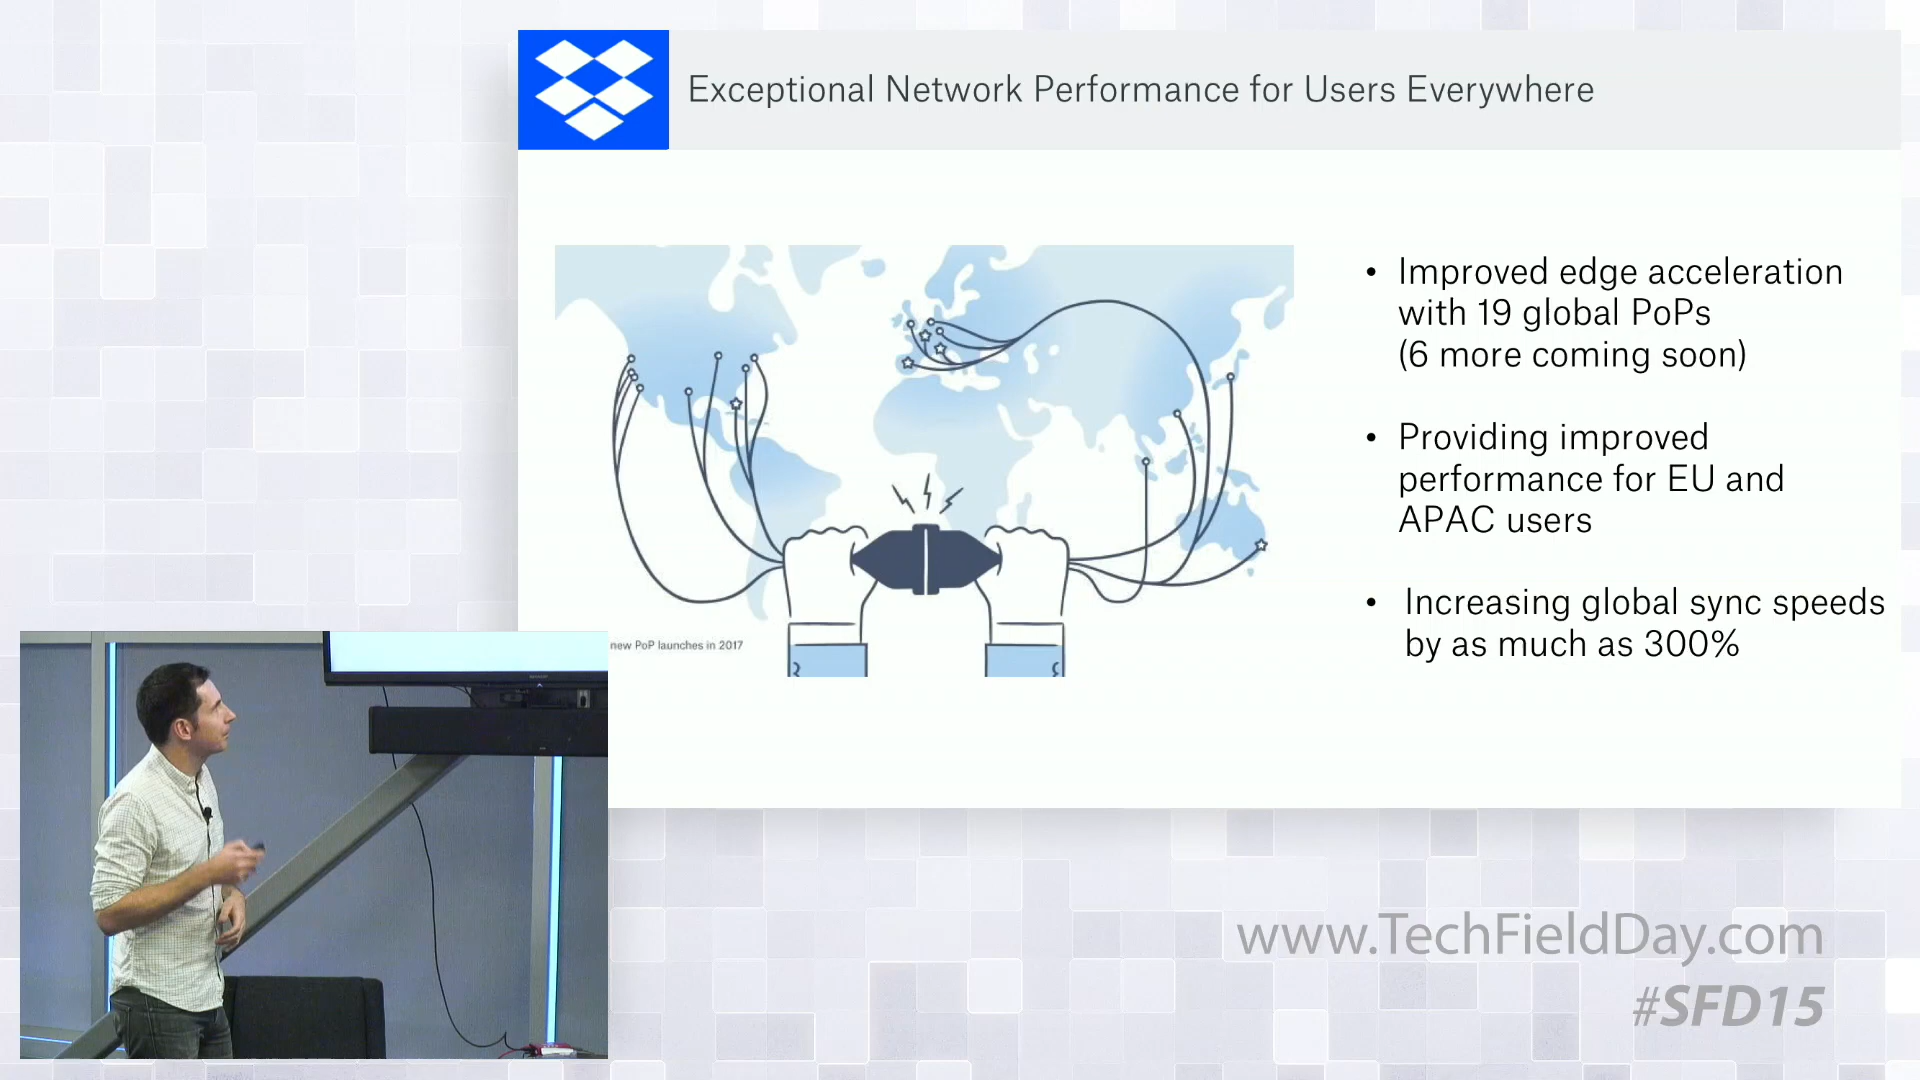 Exceptional Network Performance for Users Everywhere
• Improved edge acceleration
with 19 global PoPs
(6 more coming soon)
• Providing improved
performance for EU and
APAC users
• Increasing global sync speeds
by as much as 300%
new PoP launches in 2017
www.TechFieldDay.com
#SFD15